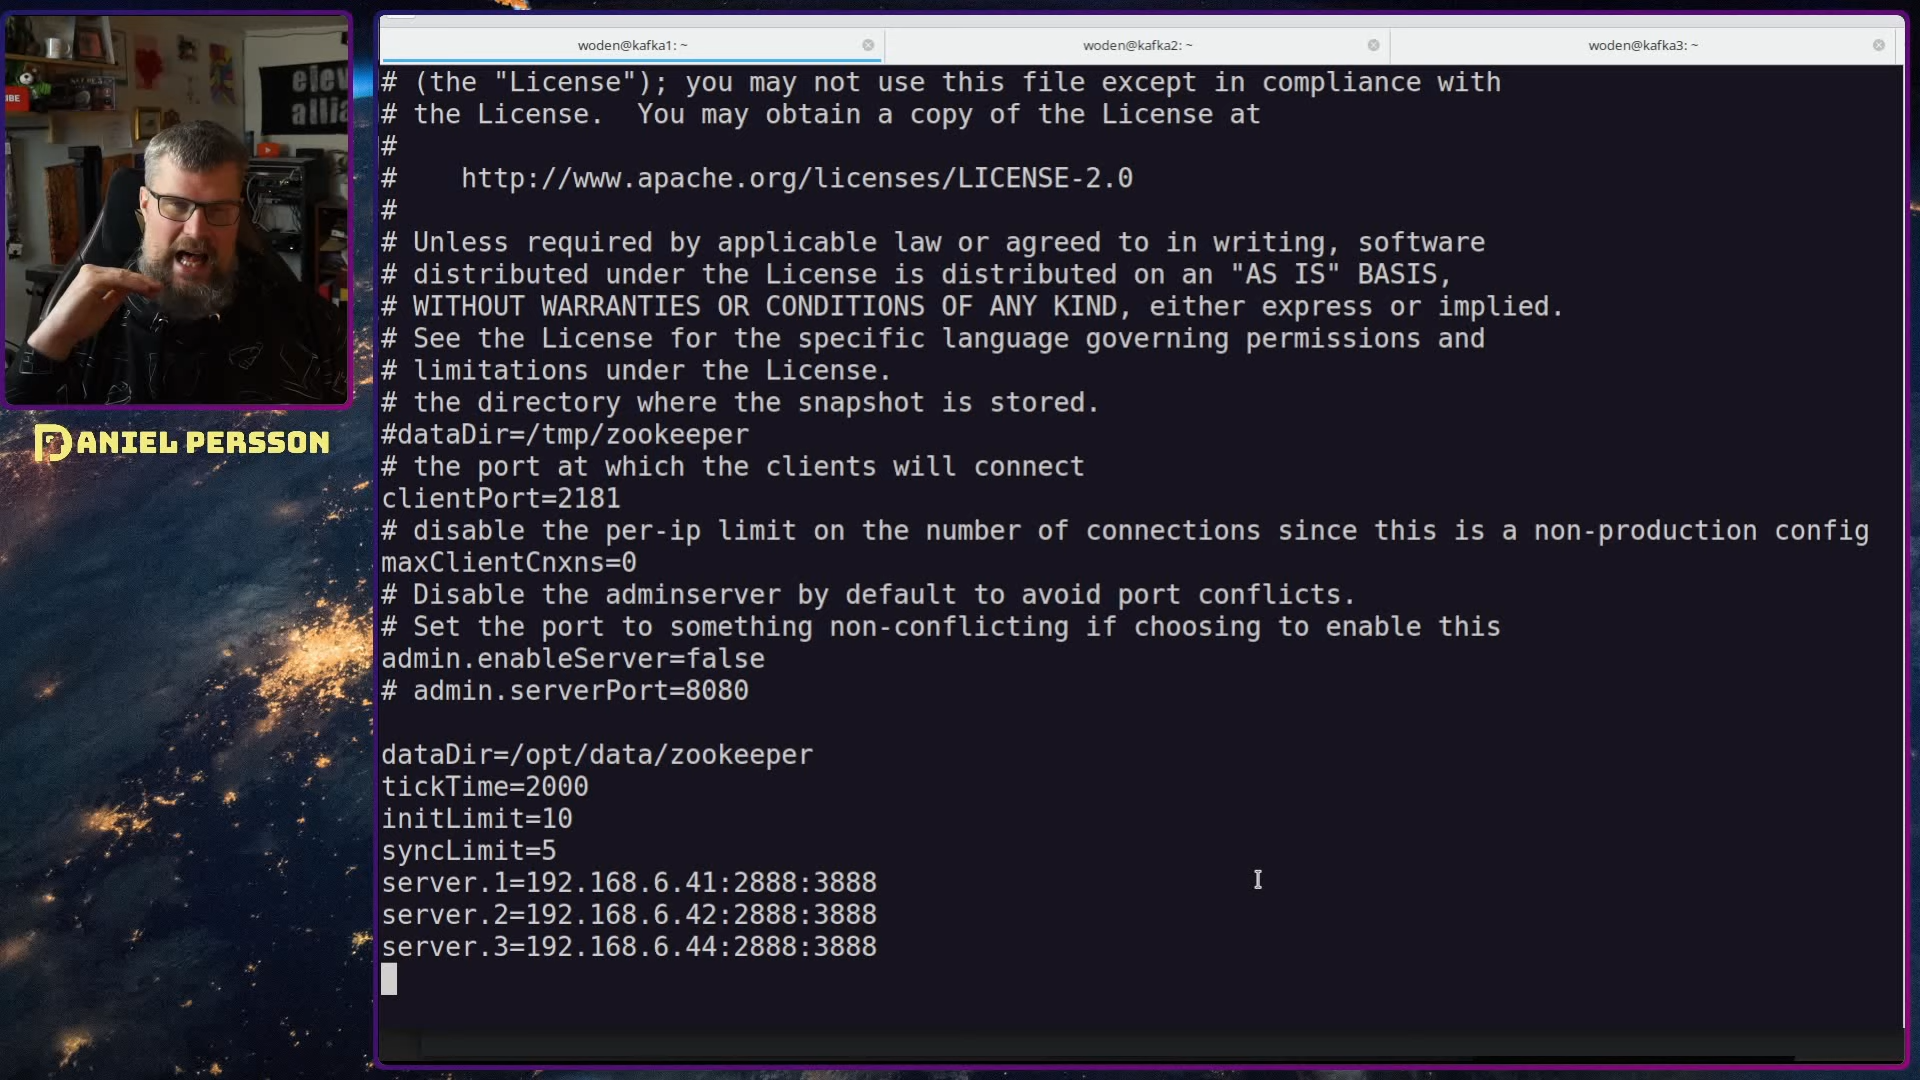 woden@kafka1: ~
woden@kafka2: ~
woden@kafka3: ~
# (the "License"); you may not use this file except in compliance with
# the License.  You may obtain a copy of the License at
#
#    http://www.apache.org/licenses/LICENSE-2.0
#
# Unless required by applicable law or agreed to in writing, software
# distributed under the License is distributed on an "AS IS" BASIS,
# WITHOUT WARRANTIES OR CONDITIONS OF ANY KIND, either express or implied.
# See the License for the specific language governing permissions and
# limitations under the License.
# the directory where the snapshot is stored.
#dataDir=/tmp/zookeeper
# the port at which the clients will connect
clientPort=2181
# disable the per-ip limit on the number of connections since this is a non-production config
maxClientCnxns=0
# Disable the adminserver by default to avoid port conflicts.
# Set the port to something non-conflicting if choosing to enable this
admin.enableServer=false
# admin.serverPort=8080
dataDir=/opt/data/zookeeper
tickTime=2000
initLimit=10
syncLimit=5
server.1=192.168.6.41:2888:3888
server.2=192.168.6.42:2888:3888
server.3=192.168.6.44:2888:3888
DANIEL PERSSON